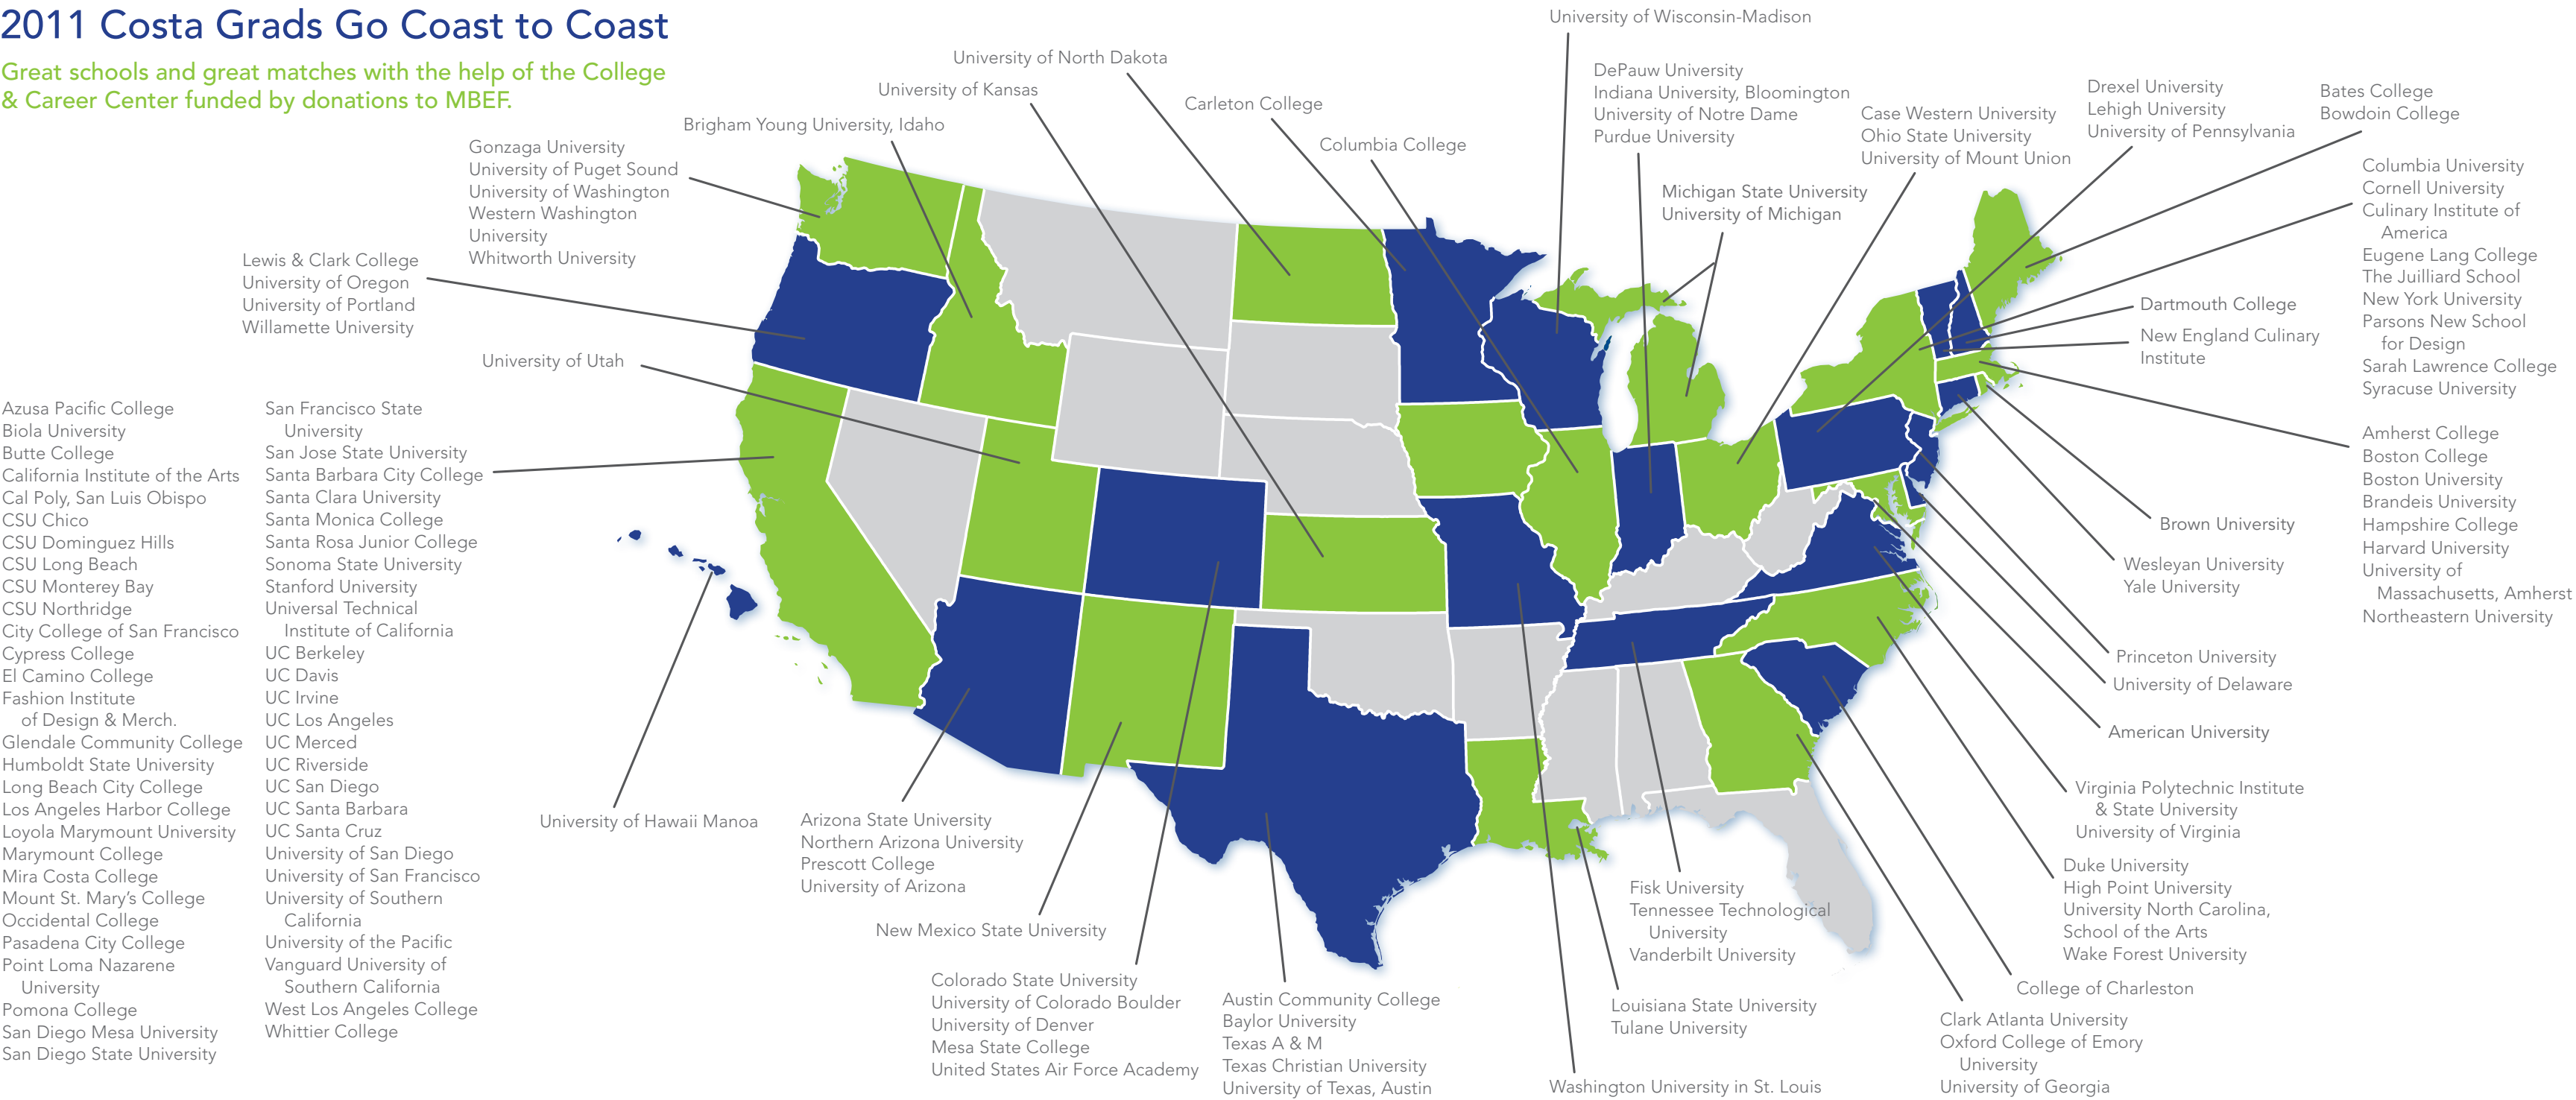 2011 Costa Grads Go Coast to Coast
Great schools and great matches with the help of the College
& Career Center funded by donations to MBEF.
University of Wisconsin-Madison
University of North Dakota
University of Kansas
Carleton College
Brigham Young University, Idaho
Columbia College
DePauw University
Indiana University, Bloomington
University of Notre Dame
Purdue University
Michigan State University
University of Michigan
Case Western University
Ohio State University
University of Mount Union
Drexel University
Lehigh University
University of Pennsylvania
Bates College
Bowdoin College
Columbia University
Cornell University
Culinary Institute of
America
Eugene Lang College
The Juilliard School
New York University
Parsons New School
for Design
Sarah Lawrence College
Syracuse University
Dartmouth College
New England Culinary
Institute
Gonzaga University
University of Puget Sound
University of Washington
Western Washington
University
Whitworth University
Lewis & Clark College
University of Oregon
University of Portland
Willamette University
University of Utah
Azusa Pacific College
Biola University
Butte College
California Institute of the Arts
Cal Poly, San Luis Obispo
CSU Chico
CSU Dominguez Hills
CSU Long Beach
CSU Monterey Bay
CSU Northridge
City College of San Francisco
Cypress College
El Camino College
Fashion Institute
of Design & Merch.
Glendale Community College
Humboldt State University
Long Beach City College
Los Angeles Harbor College
Loyola Marymount University
Marymount College
Mira Costa College
Mount St. Mary's College
Occidental College
Pasadena City College
Point Loma Nazarene
University
Pomona College
San Diego Mesa University
San Diego State University
San Francisco State
University
San Jose State University
Santa Barbara City College
Santa Clara University
Santa Monica College
Santa Rosa Junior College
Sonoma State University
Stanford University
Universal Technical
Institute of California
UC Berkeley
UC Davis
UC Irvine
UC Los Angeles
UC Merced
UC Riverside
UC San Diego
UC Santa Barbara
UC Santa Cruz
University of San Diego
University of San Francisco
University of Southern
California
University of the Pacific
Vanguard University of
Southern California
West Los Angeles College
Whittier College
Amherst College
Boston College
Boston University
Brandeis University
Hampshire College
Harvard University
University of
Massachusetts, Amherst
Northeastern University
Brown University
Wesleyan University
Yale University
Princeton University
University of Delaware
American University
Virginia Polytechnic Institute
& State University
University of Virginia
Duke University
High Point University
University North Carolina,
School of the Arts
Wake Forest University
College of Charleston
Clark Atlanta University
Oxford College of Emory
University
University of Georgia
University of Hawaii Manoa
Arizona State University
Northern Arizona University
Prescott College
University of Arizona
New Mexico State University
Colorado State University
University of Colorado Boulder
University of Denver
Mesa State College
United States Air Force Academy
Austin Community College
Baylor University
Texas A & M
Texas Christian University
University of Texas, Austin
Fisk University
Tennessee Technological
University
Vanderbilt University
Louisiana State University
Tulane University
Washington University in St. Louis